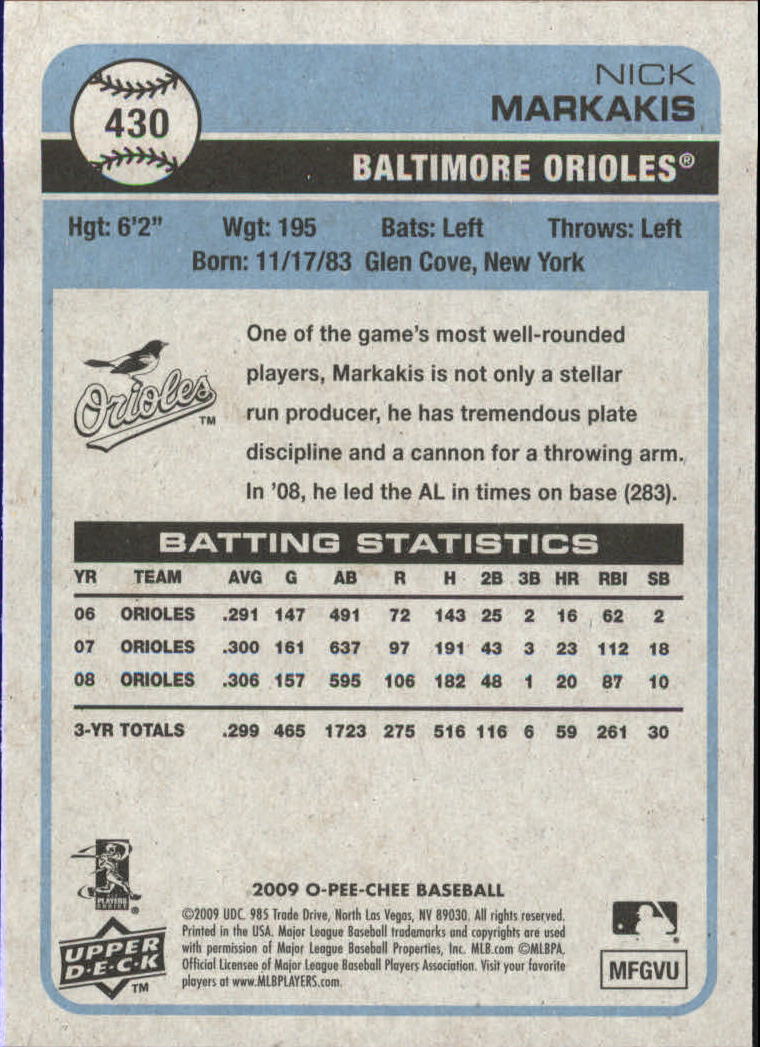 NICK
MARKAKIS
430
BALTIMORE ORIOLES®
Hgt: 6'2" Wgt: 195 Bats: Left Throws: Left
Born: 11/17/83 Glen Cove, New York
Orioles™
One of the game's most well-rounded
players, Markakis is not only a stellar
run producer, he has tremendous plate
discipline and a cannon for a throwing arm.
In '08, he led the AL in times on base (283).
BATTING STATISTICS
YR TEAM AVG G AB R H 2B 3B HR RBI SB
06 ORIOLES .291 147 491 72 143 25 2 16 62 2
07 ORIOLES .300 161 637 97 191 43 3 23 112 18
08 ORIOLES .306 157 595 106 182 48 1 20 87 10
3-YR TOTALS .299 465 1723 275 516 116 6 59 261 30
PLAYERS
CHOICE
®
UPPER
D·E·C·K
TM
2009 O-PEE-CHEE BASEBALL
©2009 UDC. 985 Trade Drive, North Las Vegas, NV 89030. All rights reserved.
Printed in the USA. Major League Baseball trademarks and copyrights are used
with permission of Major League Baseball Properties, Inc. MLB.com ©MLBPA,
Official Licensee of Major League Baseball Players Association. Visit your favorite
players at www.MLBPLAYERS.com.
®
MFGVU